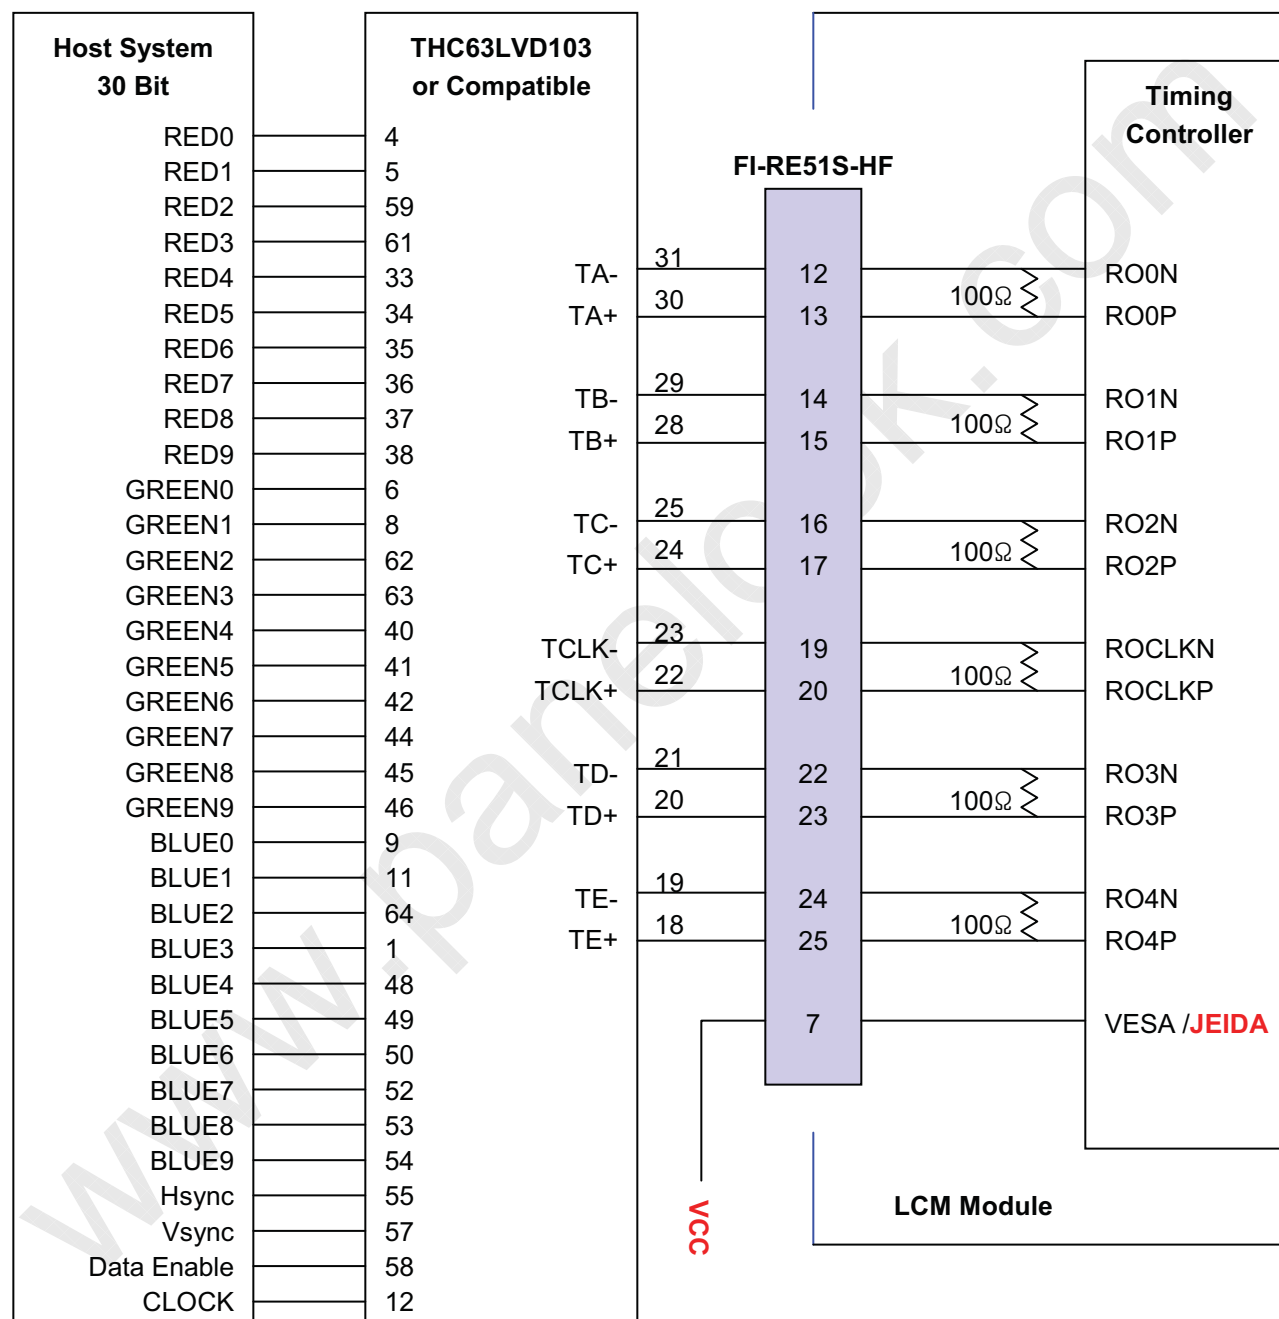 Host System
30 Bit
RED0
RED1
RED2
RED3
RED4
RED5
RED6
RED7
RED8
RED9
GREEN0
GREEN1
GREEN2
GREEN3
GREEN4
GREEN5
GREEN6
GREEN7
GREEN8
GREEN9
BLUE0
BLUE1
BLUE2
BLUE3
BLUE4
BLUE5
BLUE6
BLUE7
BLUE8
BLUE9
Hsync
Vsync
Data Enable
CLOCK
THC63LVD103
or Compatible
4
5
59
61
33
34
35
36
37
38
6
8
62
63
40
41
42
44
45
46
9
11
64
1
48
49
50
52
53
54
55
57
58
12
TA-
TA+
TB-
TB+
TC-
TC+
TCLK-
TCLK+
TD-
TD+
TE-
TE+
31
30
29
28
25
24
23
22
21
20
19
18
FI-RE51S-HF
12
13
14
15
16
17
19
20
22
23
24
25
7
VCC
100Ω
100Ω
100Ω
100Ω
100Ω
100Ω
Timing
Controller
RO0N
RO0P
RO1N
RO1P
RO2N
RO2P
ROCLKN
ROCLKP
RO3N
RO3P
RO4N
RO4P
VESA /JEIDA
LCM Module
www.panelook.com